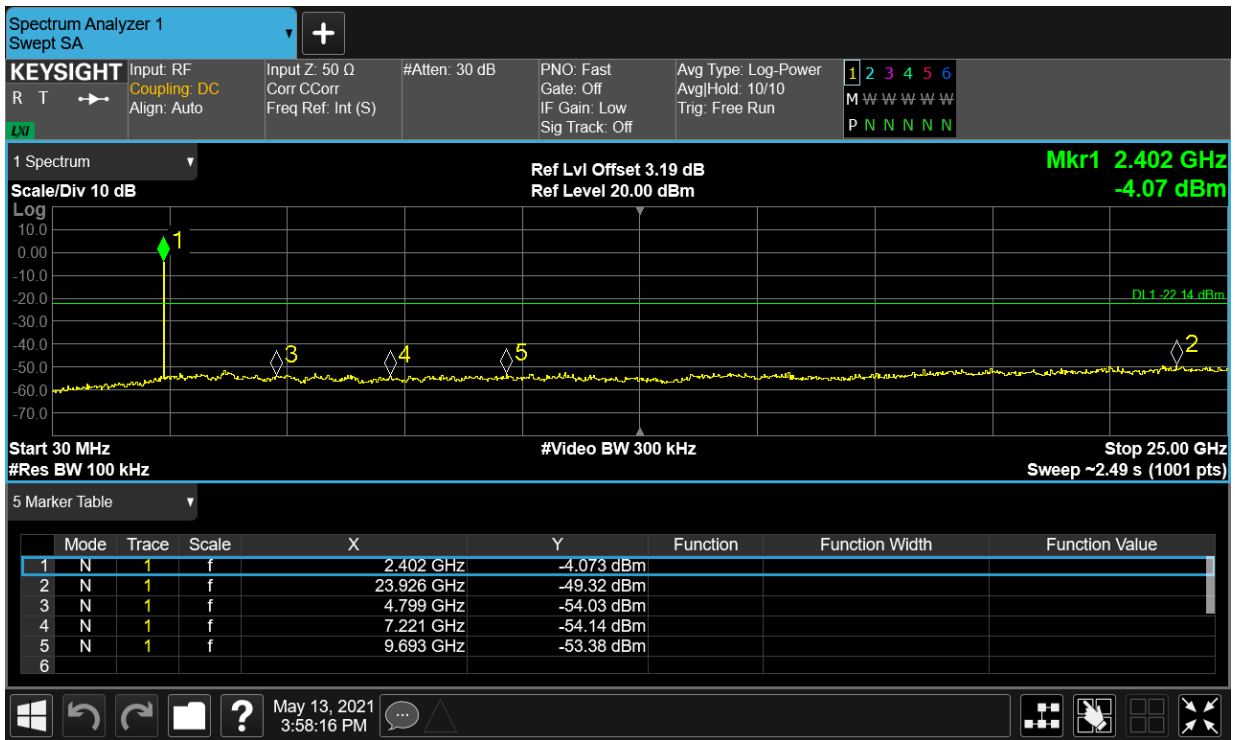 Spectrum Analyzer 1
Swept SA
KEYSIGHT
R T
LXI
Input: RF
Coupling: DC
Align: Auto
Input Z: 50 Ω
Corr CCorr
Freq Ref: Int (S)
#Atten: 30 dB
PNO: Fast
Gate: Off
IF Gain: Low
Sig Track: Off
Avg Type: Log-Power
Avg|Hold: 10/10
Trig: Free Run
1 2 3 4 5 6
M W W W W W
P N N N N N
1 Spectrum
Scale/Div 10 dB
Ref Lvl Offset 3.19 dB
Ref Level 20.00 dBm
Mkr1 2.402 GHz
-4.07 dBm
Log
10.0
0.00
-10.0
-20.0
-30.0
-40.0
-50.0
-60.0
-70.0
1
3
4
5
2
DL1 -22.14 dBm
Start 30 MHz
#Video BW 300 kHz
Stop 25.00 GHz
#Res BW 100 kHz
Sweep ~2.49 s (1001 pts)
5 Marker Table
Mode Trace Scale X Y Function Function Width Function Value
1 N 1 f 2.402 GHz -4.073 dBm
2 N 1 f 23.926 GHz -49.32 dBm
3 N 1 f 4.799 GHz -54.03 dBm
4 N 1 f 7.221 GHz -54.14 dBm
5 N 1 f 9.693 GHz -53.38 dBm
6
?
May 13, 2021
3:58:16 PM